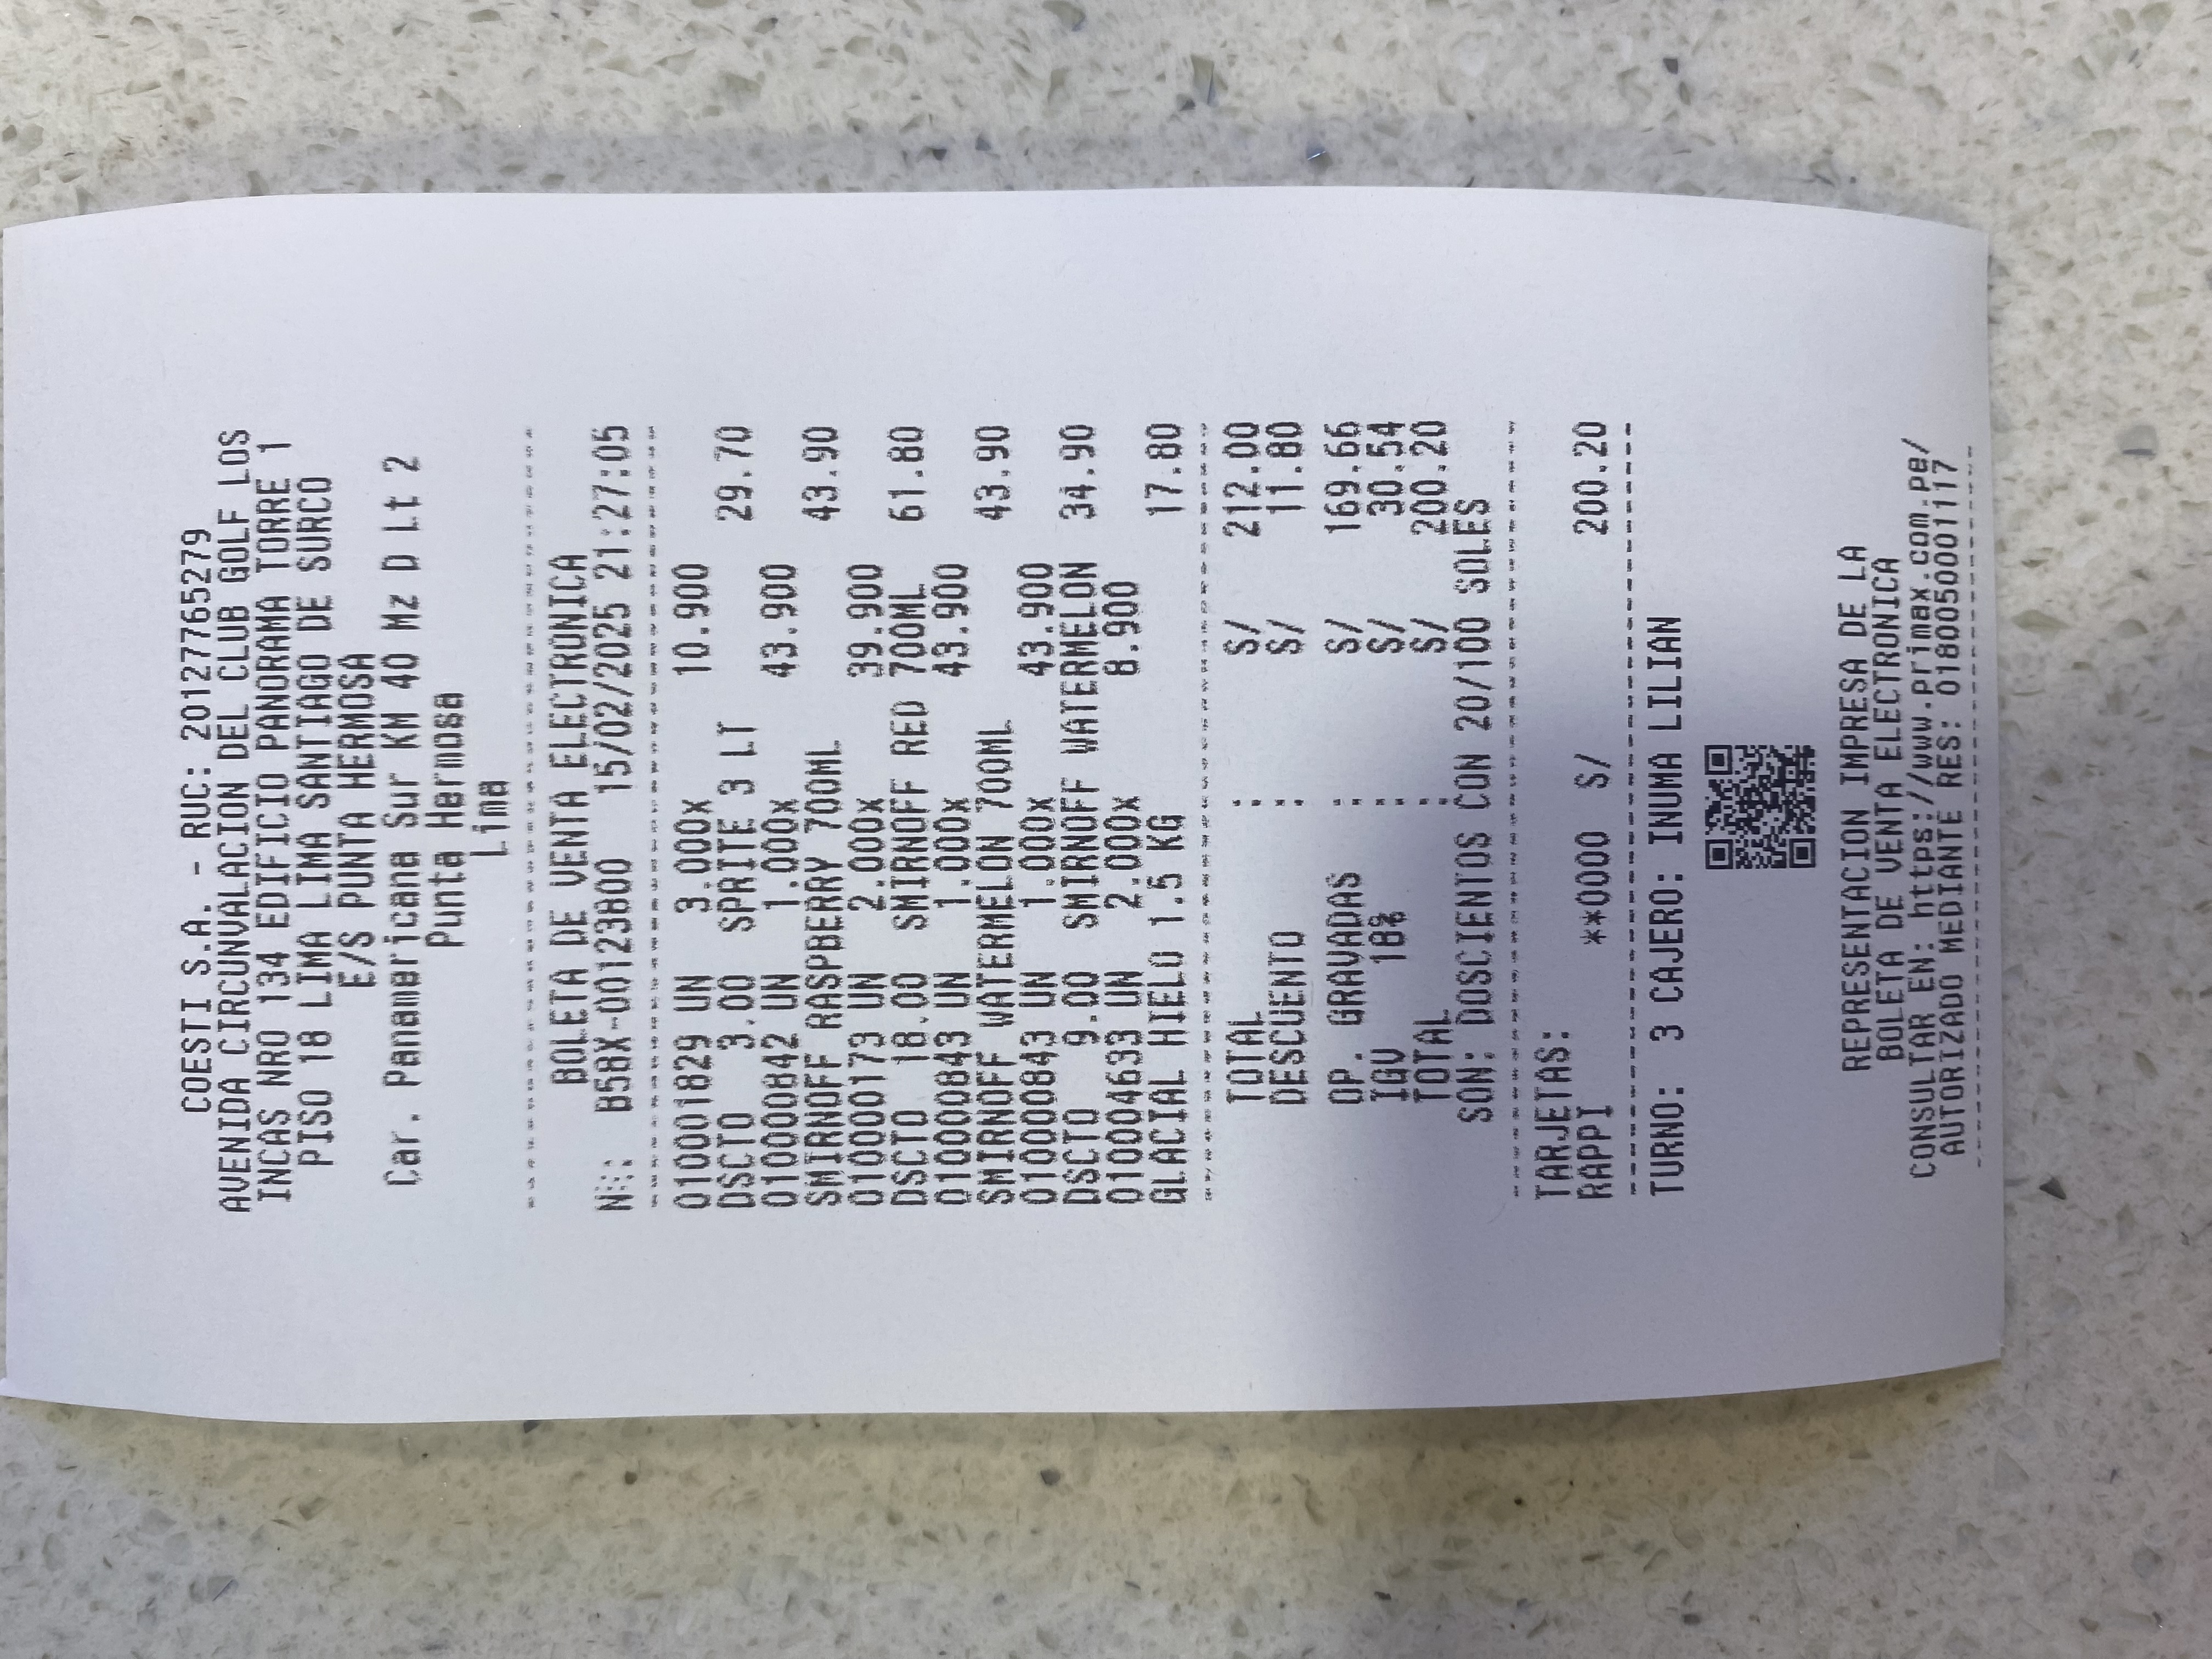 COESTI S.A. - RUC: 20127765279
AVENIDA CIRCUNVALACION DEL CLUB GOLF LOS
INCAS NRO 134 EDIFICIO PANORAMA TORRE 1
PISO 18 LIMA LIMA SANTIAGO DE SURCO
E/S PUNTA HERMOSA
Car. Panamericana Sur KM 40 Mz D Lt 2
Punta Hermosa
Lima
BOLETA DE VENTA ELECTRONICA
B58X-00123800 15/02/2025 21:27:05
010001829 UN 3.000x 10.900
DSCTO 3.00 SPRITE 3 LT 29.70
010000842 UN 1.000x 43.900
SMIRNOFF RASPBERRY 700ML 43.90
010000173 UN 2.000x 39.900
DSCTO 18.00 SMIRNOFF RED 700ML 61.80
010000843 UN 1.000x 43.900
SMIRNOFF WATERMELON 700ML 43.90
010000843 UN 1.000x 43.900
DSCTO 9.00 SMIRNOFF WATERMELON 34.90
010004633 UN 2.000x 8.900
GLACIAL HIELO 1.5 KG 17.80
TOTAL : S/ 212.00
DESCUENTO : S/ 11.80
OP. GRAVADAS : S/ 169.66
IGV 18% : S/ 30.54
TOTAL : S/ 200.20
SON: DOSCIENTOS CON 20/100 SOLES
TARJETAS:
RAPPI **0000 S/ 200.20
TURNO: 3 CAJERO: INUMA LILIAN
REPRESENTACION IMPRESA DE LA
BOLETA DE VENTA ELECTRONICA
CONSULTAR EN: https://www.primax.com.pe/
AUTORIZADO MEDIANTE RES: 0180050001117